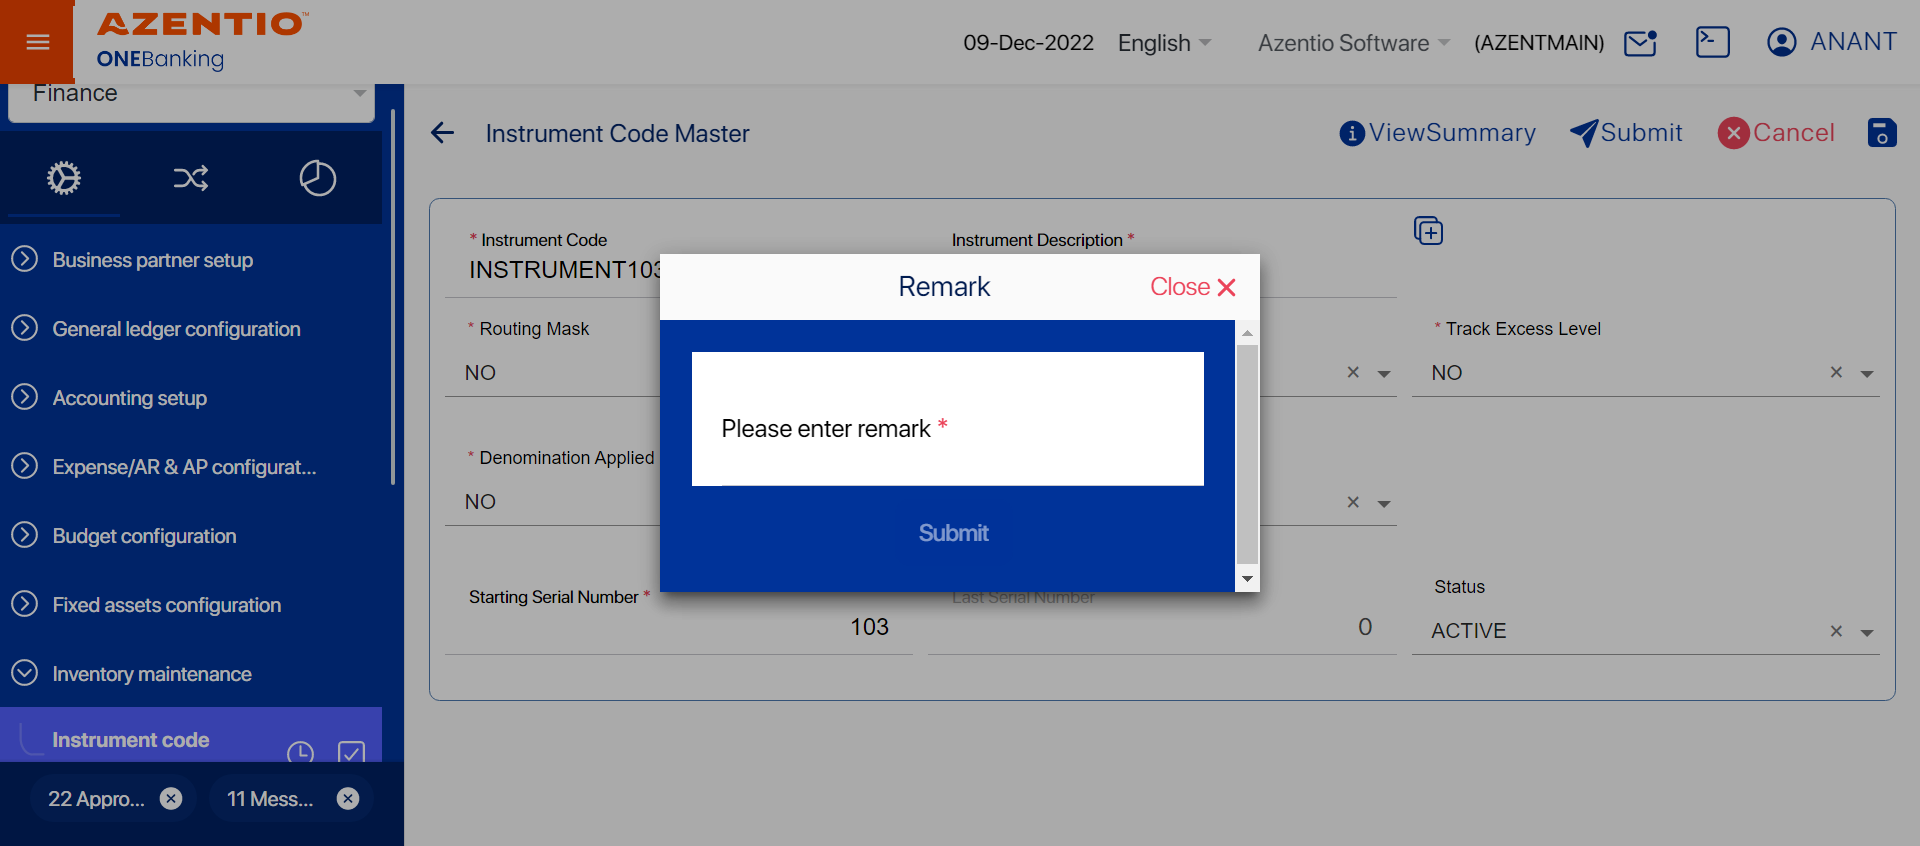 AZENTIO™
ONEBanking
09-Dec-2022
English
Azentio Software
(AZENTMAIN)
ANANT
Finance
Instrument Code Master
ViewSummary
Submit
Cancel
Business partner setup
General ledger configuration
Accounting setup
Expense/AR & AP configurat...
Budget configuration
Fixed assets configuration
Inventory maintenance
Instrument code
22 Appro...
11 Mess...
* Instrument Code
INSTRUMENT103
Instrument Description *
* Routing Mask
NO
* Track Excess Level
NO
* Denomination Applied
NO
Starting Serial Number *
103
Last Serial Number
0
Status
ACTIVE
Remark
Close
Please enter remark *
Submit